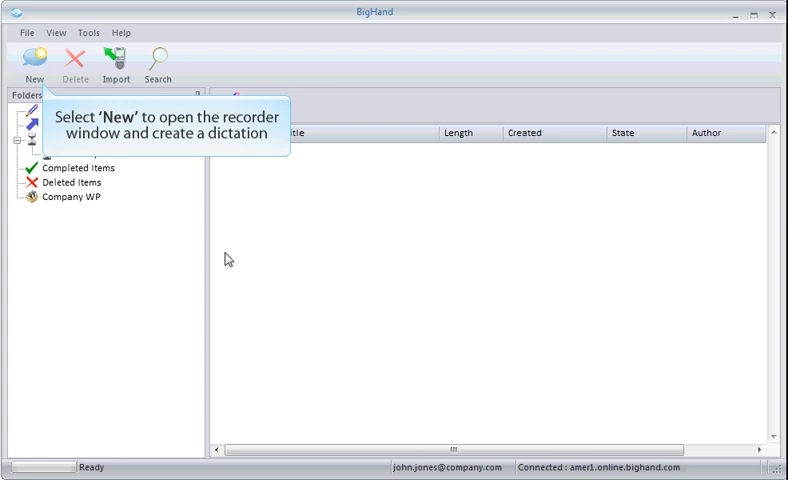 BigHand
File View Tools Help
New Delete Import Search
Folders
Select ‘New’ to open the recorder
window and create a dictation
Length Created State Author
Completed Items
Deleted Items
Company WP
Ready john.jones@company.com Connected : amer1.online.bighand.com